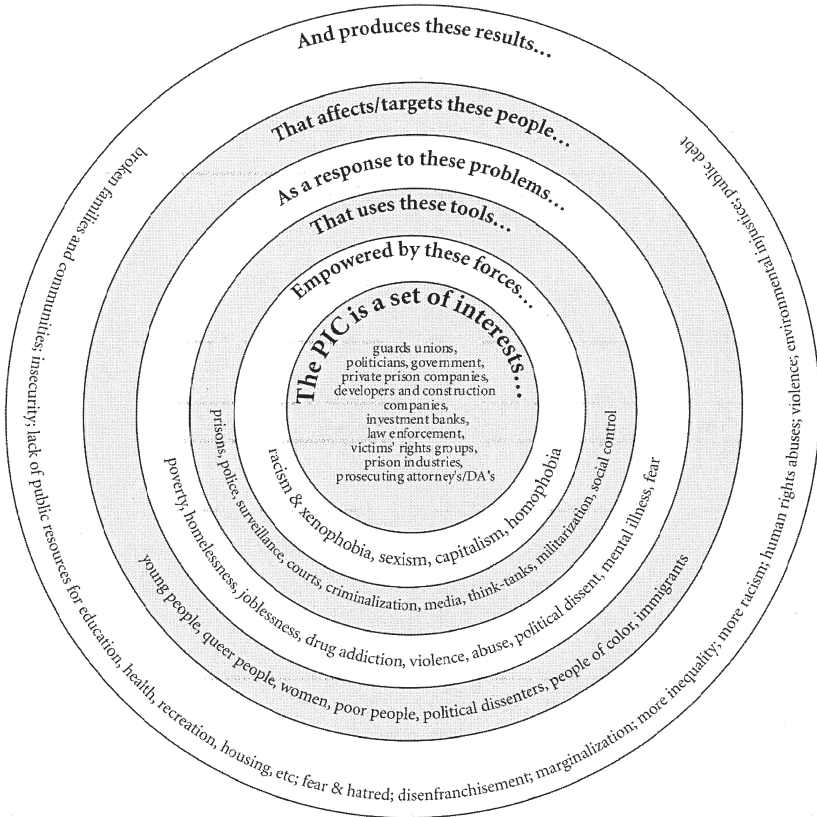 And produces these results...
broken families and communities; insecurity; lack of public resources for education, health, recreation, housing, etc; fear & hatred; disenfranchisement; marginalization; more inequality; more racism; human rights abuses; violence; environmental injustice; public debt
That affects/targets these people...
young people, queer people, women, poor people, political dissenters, people of color, immigrants
As a response to these problems...
poverty, homelessness, joblessness, drug addiction, violence, abuse, political dissent, mental illness, fear
That uses these tools...
prisons, police, surveillance, courts, criminalization, media, think-tanks, militarization, social control
Empowered by these forces...
racism & xenophobia, sexism, capitalism, homophobia
The PIC is a set of interests...
guards unions,
politicians, government,
private prison companies,
developers and construction
companies,
investment banks,
law enforcement,
victims' rights groups,
prison industries,
prosecuting attorney's/DA's